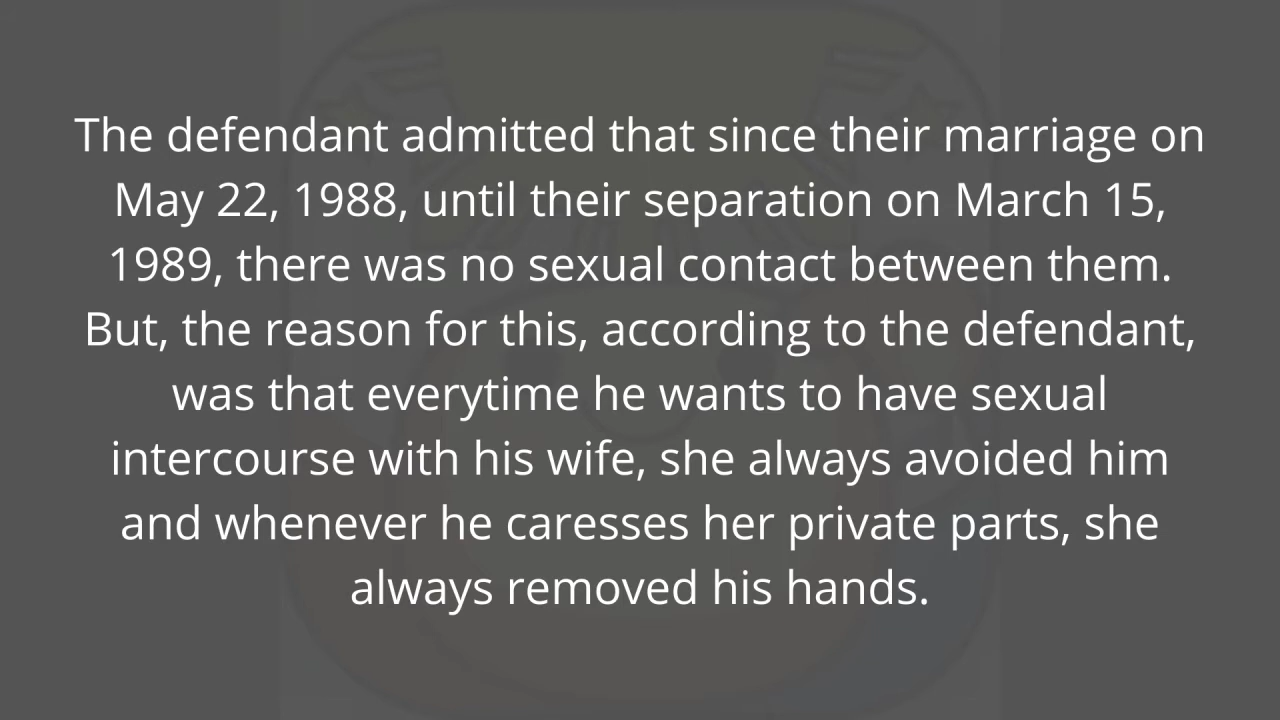 The defendant admitted that since their marriage on
May 22, 1988, until their separation on March 15,
1989, there was no sexual contact between them.
But, the reason for this, according to the defendant,
was that everytime he wants to have sexual
intercourse with his wife, she always avoided him
and whenever he caresses her private parts, she
always removed his hands.